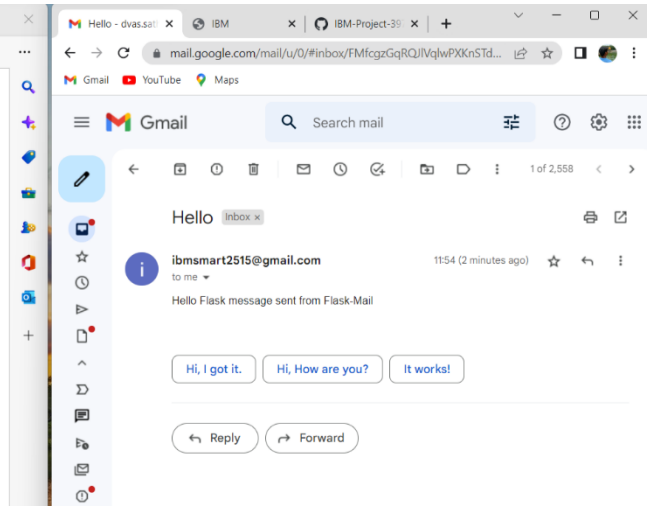 Hello - dvas.sat
IBM
IBM-Project-39
mail.google.com/mail/u/0/#inbox/FMfcgzGqRQJlVqlwPXKnSTd...
Gmail
YouTube
Maps
Gmail
Search mail
1 of 2,558
Hello
Inbox ×
ibmsmart2515@gmail.com
11:54 (2 minutes ago)
to me
Hello Flask message sent from Flask-Mail
Hi, I got it.
Hi, How are you?
It works!
Reply
Forward
i